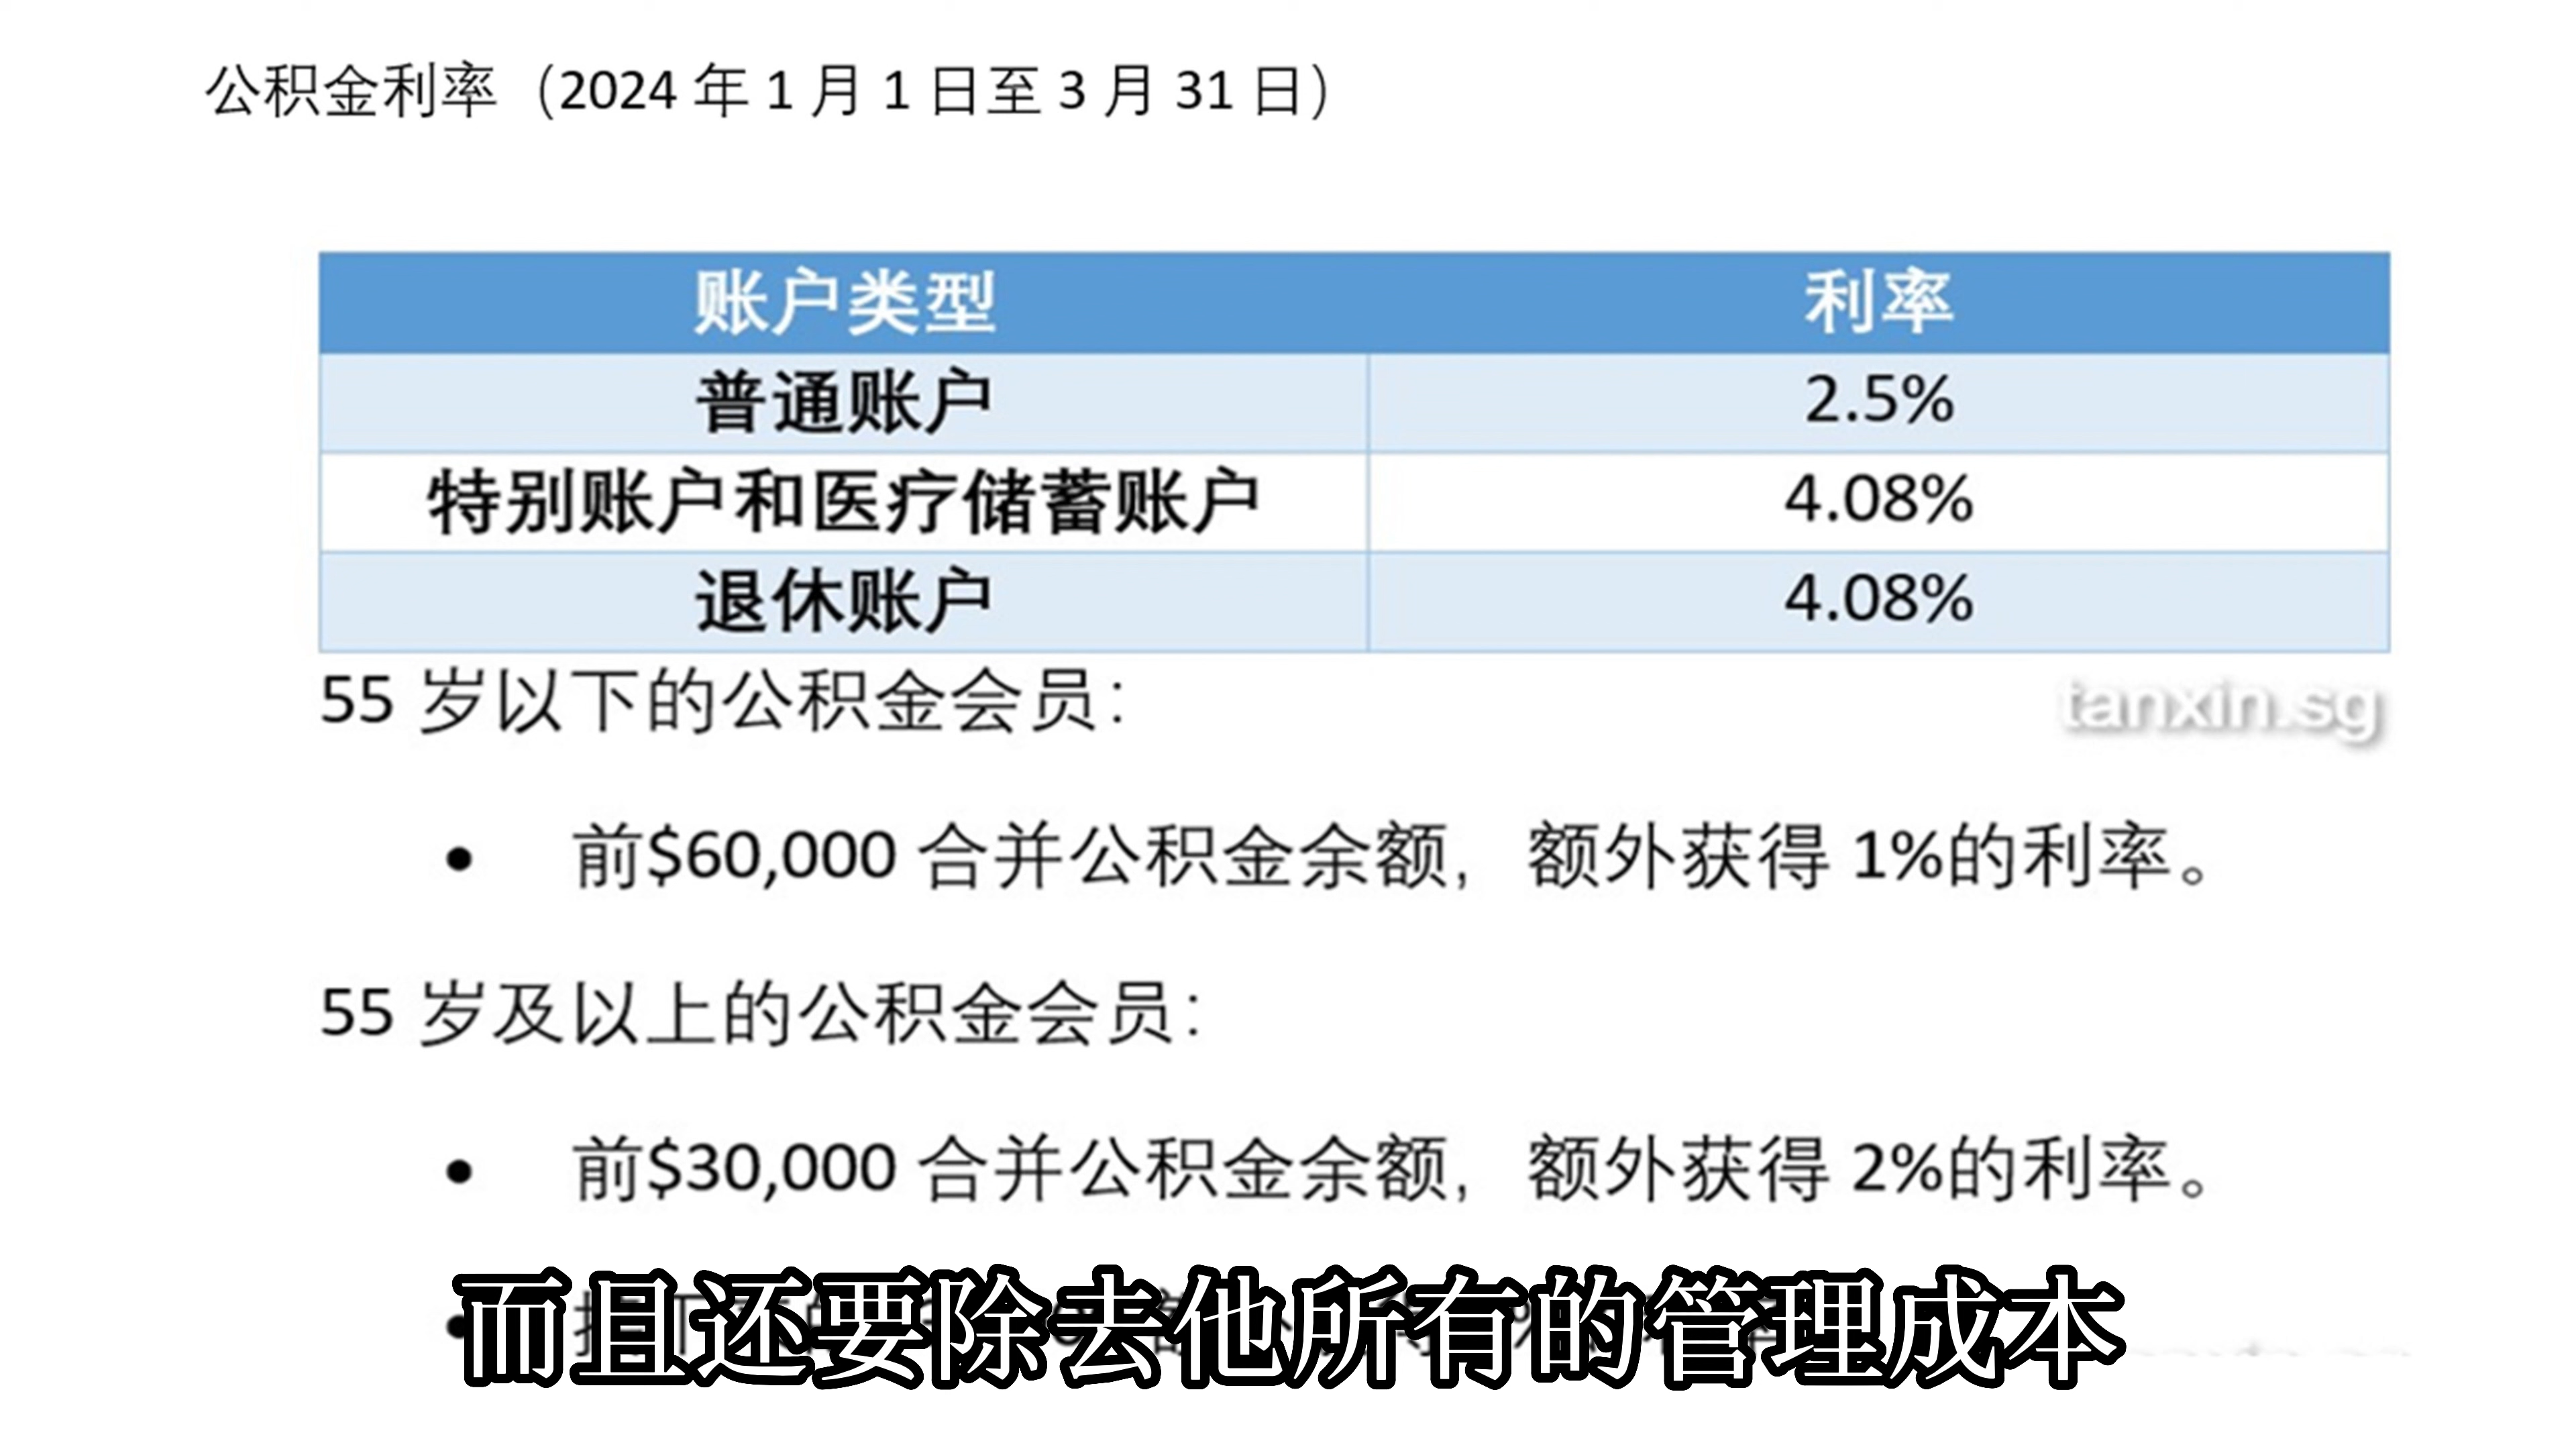 公积金利率（2024 年 1 月 1 日至 3 月 31 日）
账户类型 利率
普通账户 2.5%
特别账户和医疗储蓄账户 4.08%
退休账户 4.08%
55 岁以下的公积金会员：
tanxin.sg
• 前$60,000 合并公积金余额，额外获得 1%的利率。
55 岁及以上的公积金会员：
• 前$30,000 合并公积金余额，额外获得 2%的利率。
而且还要除去他所有的管理成本